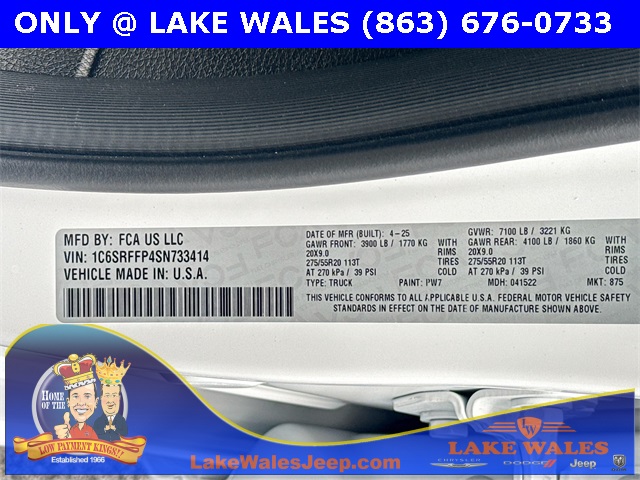 ONLY @ LAKE WALES (863) 676-0733
MFD BY: FCA US LLC
VIN: 1C6SRFFP4SN733414
VEHICLE MADE IN U.S.A.
DATE OF MFR (BUILT): 4-25
GVWR: 7100 LB / 3221 KG
GAWR FRONT: 3900 LB / 1770 KG WITH
GAWR REAR: 4100 LB / 1860 KG WITH
20X9.0 RIMS
20X9.0 RIMS
275/55R20 113T TIRES
275/55R20 113T TIRES
AT 270 kPa / 39 PSI COLD
AT 270 kPa / 39 PSI COLD
TYPE: TRUCK PAINT: PW7 MDH: 041522 MKT: 875
THIS VEHICLE CONFORMS TO ALL APPLICABLE U.S.A. FEDERAL MOTOR VEHICLE SAFETY
STANDARDS IN EFFECT ON THE DATE OF MANUFACTURE SHOWN ABOVE.
HOME OF THE
LOW PAYMENT KINGS!!
Established 1966
LakeWalesJeep.com
LW
LAKE WALES
CHRYSLER DODGE Jeep RAM